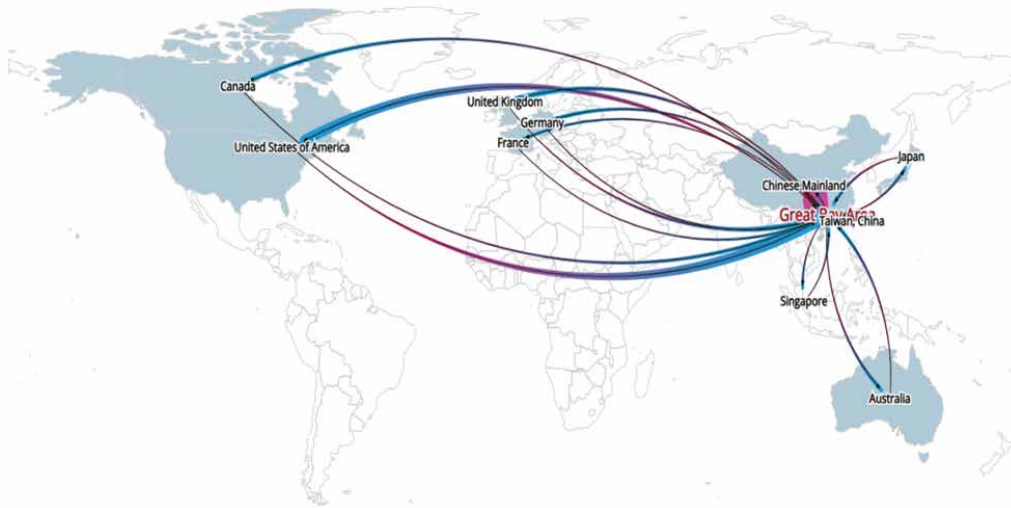 Canada
United Kingdom
Germany
United States of America
France
Japan
Chinese Mainland
Great Bay Area
Taiwan, China
Singapore
Australia